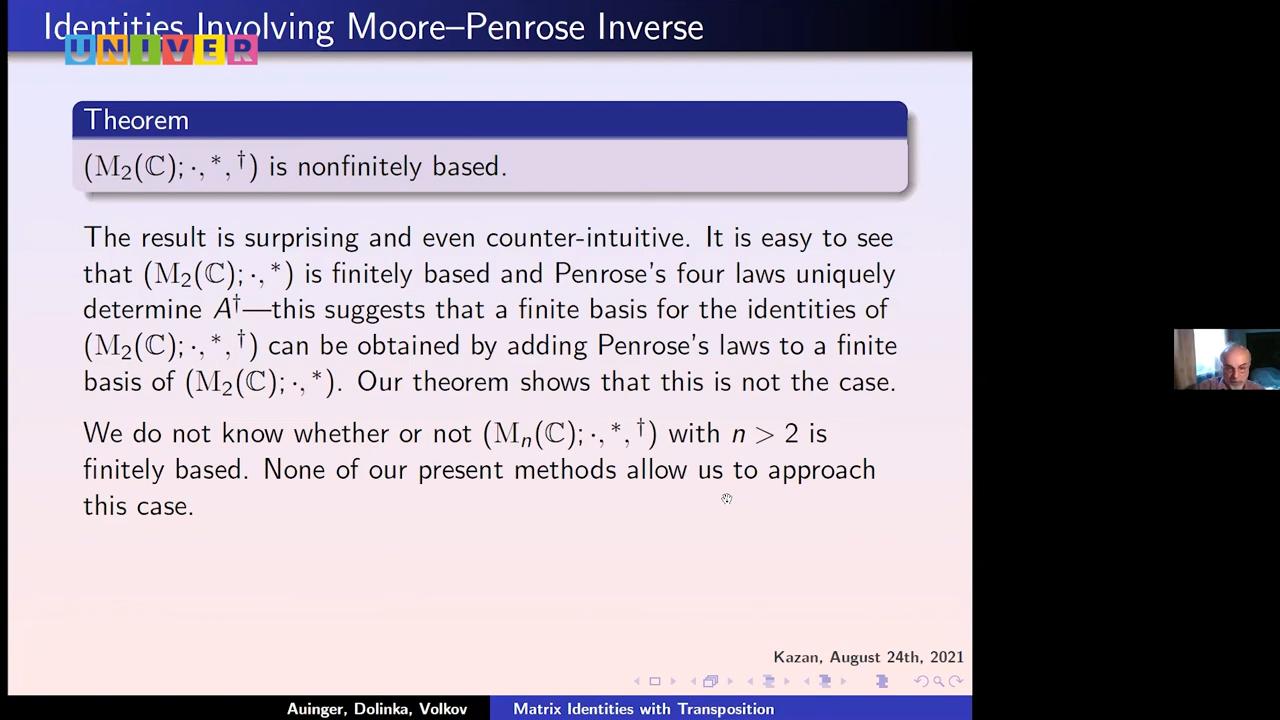 Identities Involving Moore–Penrose Inverse
UNIVER
Theorem
(M₂(ℂ); ·, *, †) is nonfinitely based.
The result is surprising and even counter-intuitive. It is easy to see
that (M₂(ℂ); ·, *) is finitely based and Penrose's four laws uniquely
determine A†—this suggests that a finite basis for the identities of
(M₂(ℂ); ·, *, †) can be obtained by adding Penrose's laws to a finite
basis of (M₂(ℂ); ·, *). Our theorem shows that this is not the case.
We do not know whether or not (Mₙ(ℂ); ·, *, †) with n > 2 is
finitely based. None of our present methods allow us to approach
this case.
Kazan, August 24th, 2021
Auinger, Dolinka, Volkov
Matrix Identities with Transposition